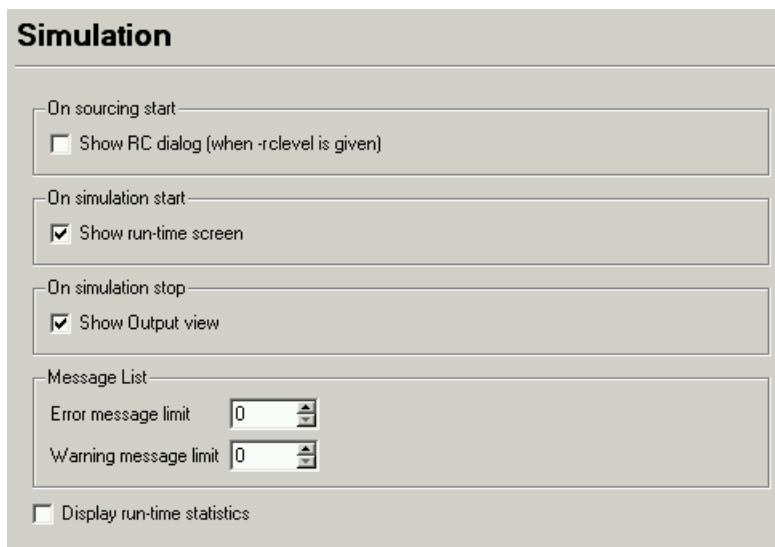 Simulation
On sourcing start
Show RC dialog (when -rclevel is given)
On simulation start
Show run-time screen
On simulation stop
Show Output view
Message List
Error message limit 0
Warning message limit 0
Display run-time statistics